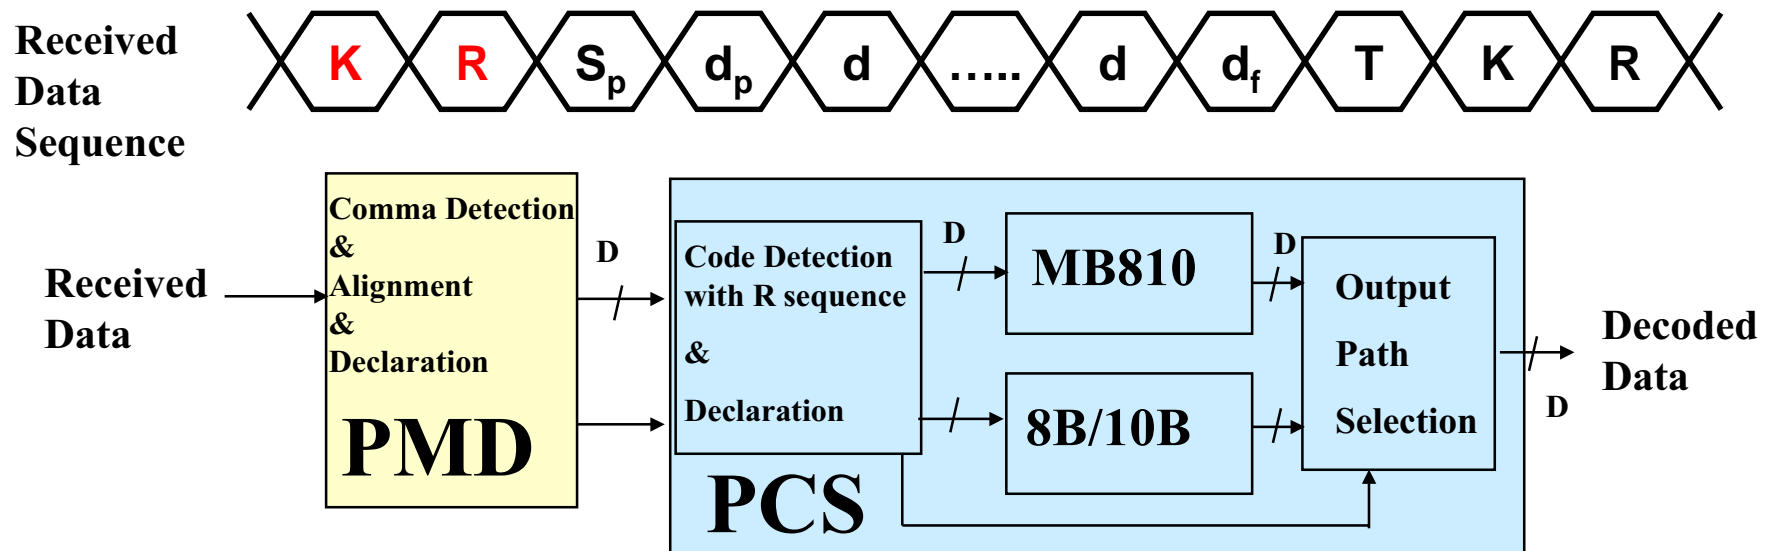 Received
Data
Sequence
K R Sp dp d ..... d df T K R
Received
Data
Comma Detection
&
Alignment
&
Declaration
PMD
D
Code Detection
with R sequence
&
Declaration
PCS
D
MB810
8B/10B
D
Output
Path
Selection
D
Decoded
Data